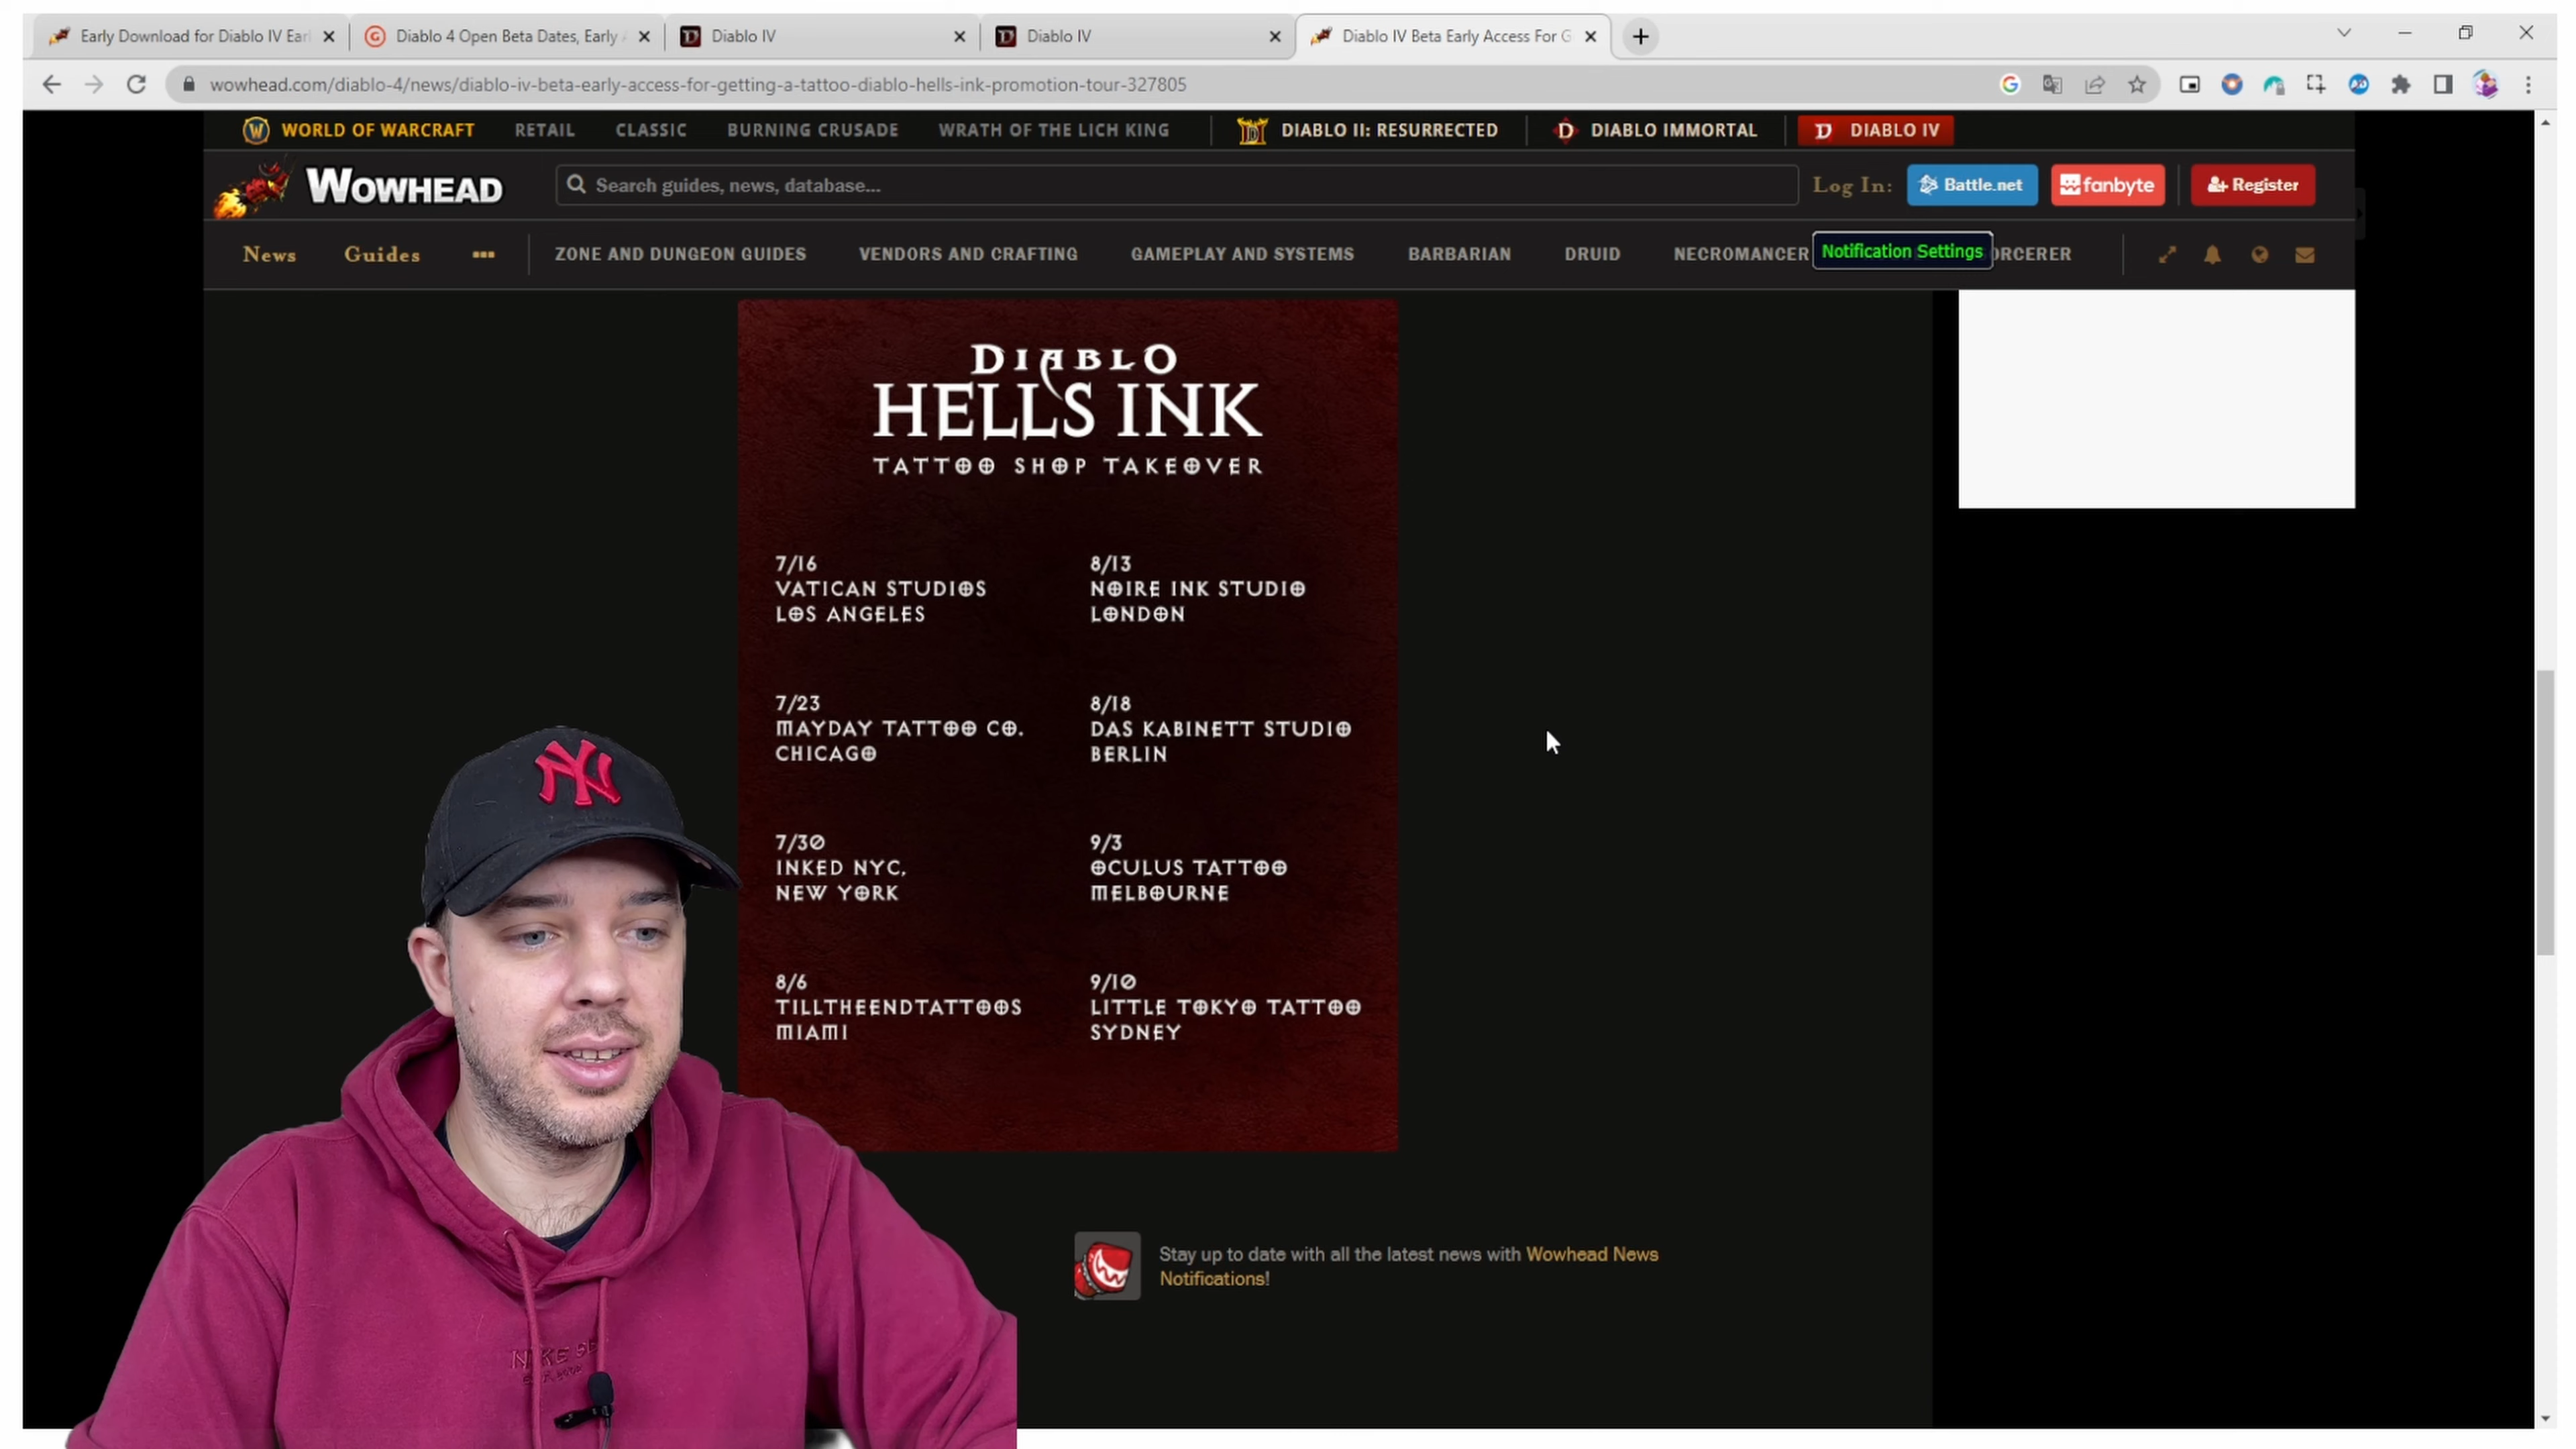 Early Download for Diablo IV Earl
Diablo 4 Open Beta Dates, Early A
Diablo IV
Diablo IV
Diablo IV Beta Early Access For G
wowhead.com/diablo-4/news/diablo-iv-beta-early-access-for-getting-a-tattoo-diablo-hells-ink-promotion-tour-327805
WORLD OF WARCRAFT RETAIL CLASSIC BURNING CRUSADE WRATH OF THE LICH KING DIABLO II: RESURRECTED DIABLO IMMORTAL DIABLO IV
WOWHEAD
Search guides, news, database...
Log In: Battle.net fanbyte Register
News Guides ZONE AND DUNGEON GUIDES VENDORS AND CRAFTING GAMEPLAY AND SYSTEMS BARBARIAN DRUID NECROMANCER Notification Settings ORCERER
DIABLO
HELLS INK
TATTOO SHOP TAKEOVER
7/16
VATICAN STUDIOS
LOS ANGELES
7/23
MAYDAY TATTOO CO.
CHICAGO
7/30
INKED NYC,
NEW YORK
8/6
TILLTHEENDTATTOOS
MIAMI
8/13
NOIRE INK STUDIO
LONDON
8/18
DAS KABINETT STUDIO
BERLIN
9/3
OCULUS TATTOO
MELBOURNE
9/10
LITTLE TOKYO TATTOO
SYDNEY
Stay up to date with all the latest news with Wowhead News
Notifications!
NY